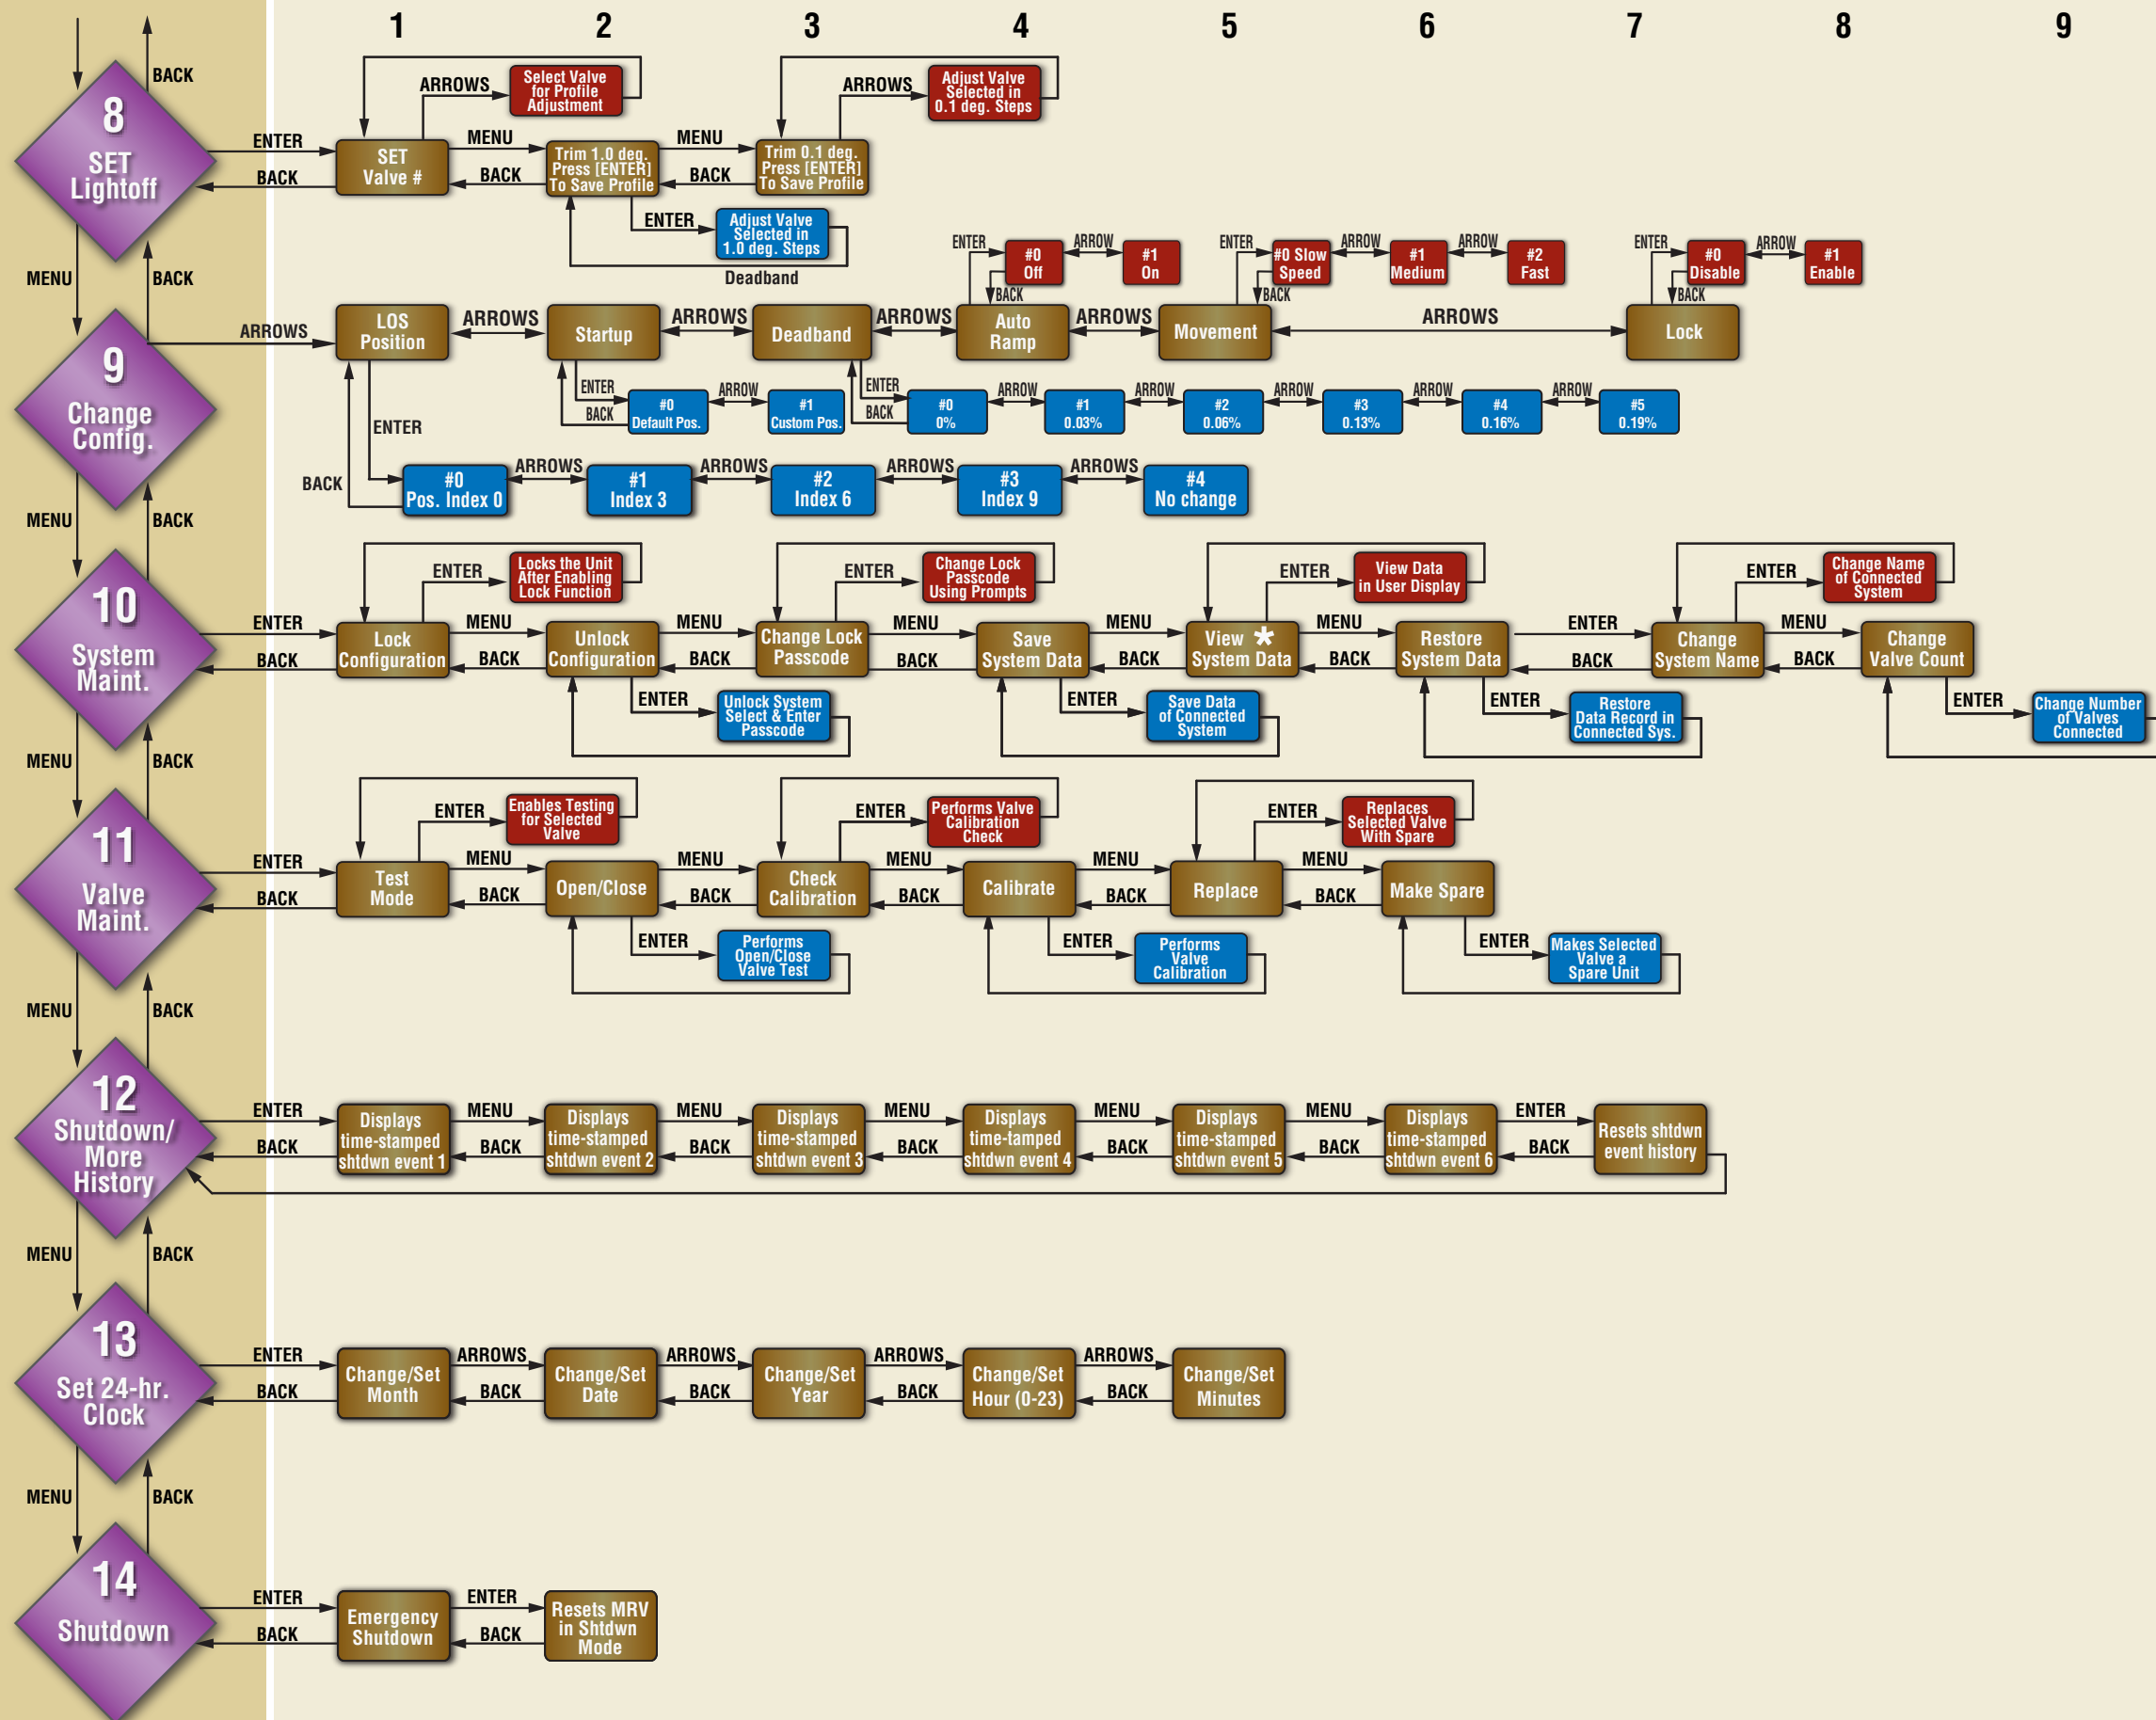 1 2 3 4 5 6 7 8 9
BACK
8
SET
Lightoff
ENTER
BACK
SET
Valve #
ARROWS
Select Valve
for Profile
Adjustment
MENU
BACK
Trim 1.0 deg.
Press [ENTER]
To Save Profile
ENTER
Adjust Valve
Selected in
1.0 deg. Steps
Deadband
MENU
BACK
Trim 0.1 deg.
Press [ENTER]
To Save Profile
ARROWS
Adjust Valve
Selected in
0.1 deg. Steps
MENU
BACK
9
Change
Config.
ARROWS
LOS
Position
ENTER
BACK
#0
Pos. Index 0
ARROWS
#1
Index 3
ARROWS
#2
Index 6
ARROWS
#3
Index 9
ARROWS
#4
No change
ARROWS
Startup
ENTER
BACK
#0
Default Pos.
ARROW
#1
Custom Pos.
ARROWS
Deadband
ENTER
BACK
#0
0%
ARROW
#1
0.03%
ARROW
#2
0.06%
ARROW
#3
0.13%
ARROW
#4
0.16%
ARROW
#5
0.19%
ARROWS
Auto
Ramp
ENTER
BACK
#0
Off
ARROW
#1
On
ARROWS
Movement
ENTER
BACK
#0 Slow
Speed
ARROW
#1
Medium
ARROW
#2
Fast
ARROWS
Lock
ENTER
BACK
#0
Disable
ARROW
#1
Enable
MENU
BACK
10
System
Maint.
ENTER
BACK
Lock
Configuration
ENTER
Locks the Unit
After Enabling
Lock Function
MENU
BACK
Unlock
Configuration
ENTER
Unlock System
Select & Enter
Passcode
MENU
BACK
Change Lock
Passcode
ENTER
Change Lock
Passcode
Using Prompts
MENU
BACK
Save
System Data
ENTER
Save Data
of Connected
System
MENU
BACK
View *
System Data
ENTER
View Data
in User Display
MENU
BACK
Restore
System Data
ENTER
Restore
Data Record in
Connected Sys.
ENTER
BACK
Change
System Name
ENTER
Change Name
of Connected
System
MENU
BACK
Change
Valve Count
ENTER
Change Number
of Valves
Connected
MENU
BACK
11
Valve
Maint.
ENTER
BACK
Test
Mode
ENTER
Enables Testing
for Selected
Valve
MENU
BACK
Open/Close
ENTER
Performs
Open/Close
Valve Test
MENU
BACK
Check
Calibration
ENTER
Performs Valve
Calibration
Check
MENU
BACK
Calibrate
ENTER
Performs
Valve
Calibration
MENU
BACK
Replace
ENTER
Replaces
Selected Valve
With Spare
MENU
BACK
Make Spare
ENTER
Makes Selected
Valve a
Spare Unit
MENU
BACK
12
Shutdown/
More
History
ENTER
BACK
Displays
time-stamped
shtdwn event 1
MENU
BACK
Displays
time-stamped
shtdwn event 2
MENU
BACK
Displays
time-stamped
shtdwn event 3
MENU
BACK
Displays
time-tamped
shtdwn event 4
MENU
BACK
Displays
time-stamped
shtdwn event 5
MENU
BACK
Displays
time-stamped
shtdwn event 6
ENTER
BACK
Resets shtdwn
event history
MENU
BACK
13
Set 24-hr.
Clock
ENTER
BACK
Change/Set
Month
ARROWS
BACK
Change/Set
Date
ARROWS
BACK
Change/Set
Year
ARROWS
BACK
Change/Set
Hour (0-23)
ARROWS
BACK
Change/Set
Minutes
MENU
BACK
14
Shutdown
ENTER
BACK
Emergency
Shutdown
ENTER
BACK
Resets MRV
in Shtdwn
Mode